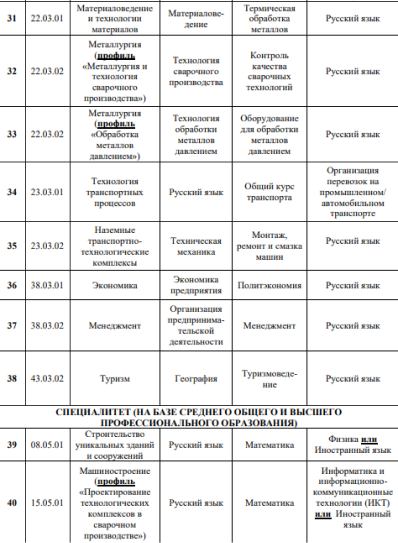 31 22.03.01 Материаловедение и технологии материалов Материалове-дение Термическая обработка металлов Русский язык
32 22.03.02 Металлургия (профиль «Металлургия и технология сварочного производства») Технология сварочного производства Контроль качества сварочных технологий Русский язык
33 22.03.02 Металлургия (профиль «Обработка металлов давлением») Технология обработки металлов давлением Оборудование для обработки металлов давлением Русский язык
34 23.03.01 Технология транспортных процессов Русский язык Общий курс транспорта Организация перевозок на промышленном/автомобильном транспорте
35 23.03.02 Наземные транспортно-технологические комплексы Техническая механика Монтаж, ремонт и смазка машин Русский язык
36 38.03.01 Экономика Экономика предприятия Политэкономия Русский язык
37 38.03.02 Менеджмент Организация предпринима-тельской деятельности Менеджмент Русский язык
38 43.03.02 Туризм География Туризмоведе-ние Русский язык
СПЕЦИАЛИТЕТ (НА БАЗЕ СРЕДНЕГО ОБЩЕГО И ВЫСШЕГО
ПРОФЕССИОНАЛЬНОГО ОБРАЗОВАНИЯ)
39 08.05.01 Строительство уникальных зданий и сооружений Русский язык Математика Физика или Иностранный язык
40 15.05.01 Машиностроение (профиль «Проектирование технологических комплексов в сварочном производстве») Русский язык Математика Информатика и информационно-коммуникационные технологии (ИКТ) или Иностранный язык